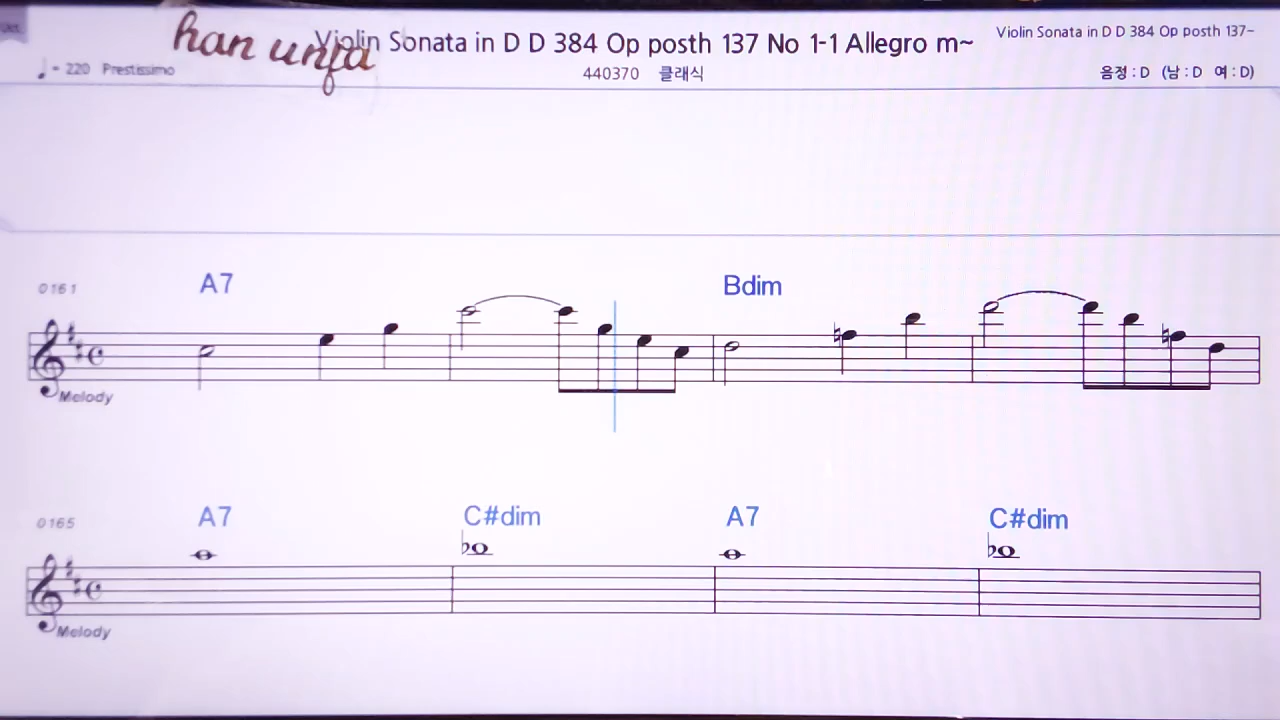 han unfa
Violin Sonata in D D 384 Op posth 137 No 1-1 Allegro m~
Violin Sonata in D D 384 Op posth 137-
♩ = 220 Prestissimo
440370 클래식
음정 : D (남 : D 여 : D)
0161 A7 Bdim
Melody
0165 A7 C#dim A7 C#dim
Melody